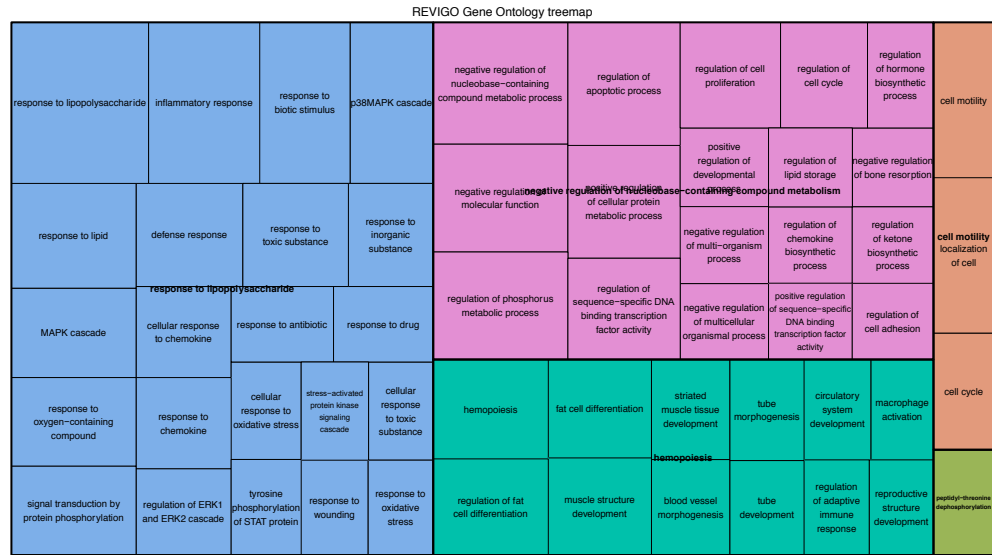 REVIGO Gene Ontology treemap
response to lipopolysaccharide
inflammatory response
response to
biotic stimulus
p38MAPK cascade
response to lipid
defense response
response to
toxic substance
response to
inorganic
substance
response to lipopolysaccharide
MAPK cascade
cellular response
to chemokine
response to antibiotic
response to drug
response to
oxygen−containing
compound
response to
chemokine
cellular
response to
oxidative stress
stress−activated
protein kinase
signaling
cascade
cellular
response
to toxic
substance
signal transduction by
protein phosphorylation
regulation of ERK1
and ERK2 cascade
tyrosine
phosphorylation
of STAT protein
response to
wounding
response to
oxidative
stress
negative regulation of
nucleobase−containing
compound metabolic process
regulation of
apoptotic process
regulation of cell
proliferation
regulation of
cell cycle
regulation
of hormone
biosynthetic
process
negative regulation of
molecular function
positive regulation
of cellular protein
metabolic process
positive
regulation of
developmental
process
regulation of
lipid storage
negative regulation
of bone resorption
negative regulation of nucleobase−containing compound metabolism
regulation of phosphorus
metabolic process
regulation of
sequence−specific DNA
binding transcription
factor activity
negative regulation
of multi−organism
process
regulation of
chemokine
biosynthetic
process
regulation
of ketone
biosynthetic
process
negative
regulation of
multicellular
organismal process
positive regulation
of sequence−specific
DNA binding
transcription factor
activity
regulation of
cell adhesion
hemopoiesis
fat cell differentiation
striated
muscle tissue
development
tube
morphogenesis
circulatory
system
development
macrophage
activation
hemopoiesis
regulation of fat
cell differentiation
muscle structure
development
blood vessel
morphogenesis
tube
development
regulation
of adaptive
immune
response
reproductive
structure
development
cell motility
cell motility
localization
of cell
cell cycle
peptidyl−threonine
dephosphorylation